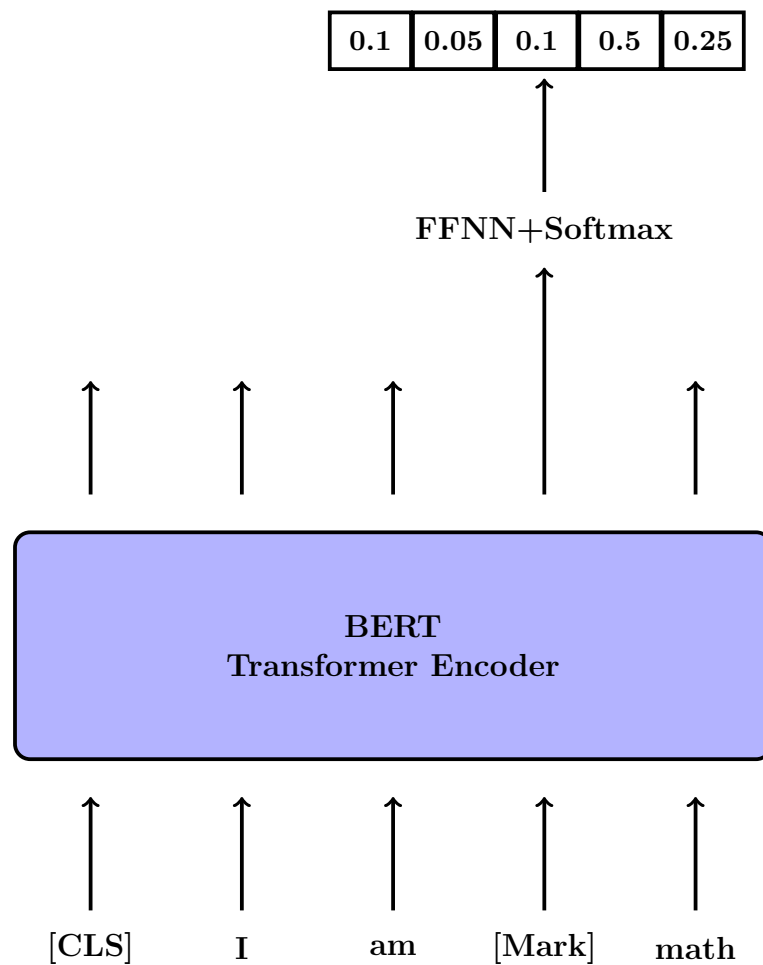 0.1 0.05 0.1 0.5 0.25
FFNN+Softmax
BERT
Transformer Encoder
[CLS] I am [Mark] math